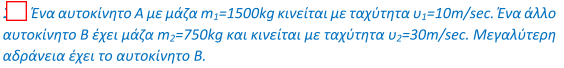 . Ένα αυτοκίνητο Α με μάζα m₁=1500kg κινείται με ταχύτητα υ₁=10m/sec. Ένα άλλο
αυτοκίνητο Β έχει μάζα m₂=750kg και κινείται με ταχύτητα υ₂=30m/sec. Μεγαλύτερη
αδράνεια έχει το αυτοκίνητο Β.